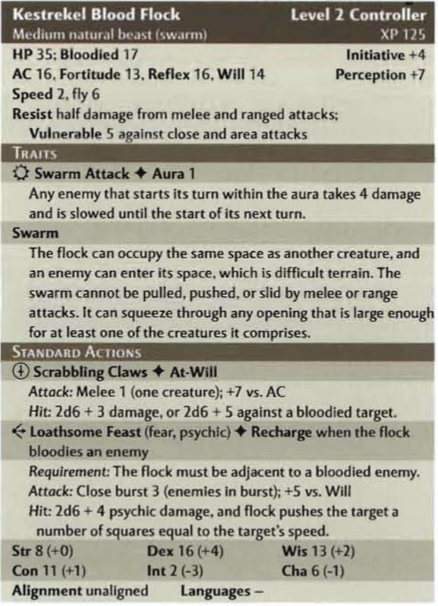 Kestrekel Blood Flock Level 2 Controller
Medium natural beast (swarm) XP 125
HP 35; Bloodied 17 Initiative +4
AC 16, Fortitude 13, Reflex 16, Will 14 Perception +7
Speed 2, fly 6
Resist half damage from melee and ranged attacks;
Vulnerable 5 against close and area attacks
TRAITS
Swarm Attack ✦ Aura 1
Any enemy that starts its turn within the aura takes 4 damage
and is slowed until the start of its next turn.
Swarm
The flock can occupy the same space as another creature, and
an enemy can enter its space, which is difficult terrain. The
swarm cannot be pulled, pushed, or slid by melee or range
attacks. It can squeeze through any opening that is large enough
for at least one of the creatures it comprises.
STANDARD ACTIONS
Scrabbling Claws ✦ At-Will
Attack: Melee 1 (one creature); +7 vs. AC
Hit: 2d6 + 3 damage, or 2d6 + 5 against a bloodied target.
Loathsome Feast (fear, psychic) ✦ Recharge when the flock
bloodies an enemy
Requirement: The flock must be adjacent to a bloodied enemy.
Attack: Close burst 3 (enemies in burst); +5 vs. Will
Hit: 2d6 + 4 psychic damage, and flock pushes the target a
number of squares equal to the target's speed.
Str 8 (+0) Dex 16 (+4) Wis 13 (+2)
Con 11 (+1) Int 2 (-3) Cha 6 (-1)
Alignment unaligned Languages –